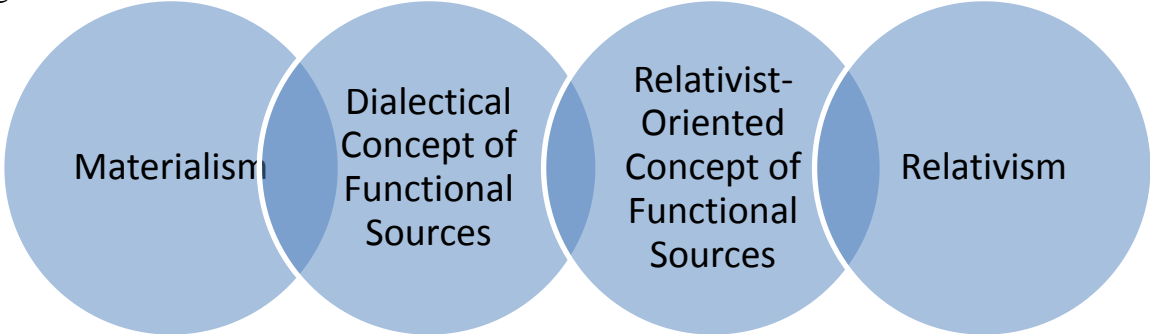 Materialism
Dialectical
Concept of
Functional
Sources
Relativist-
Oriented
Concept of
Functional
Sources
Relativism